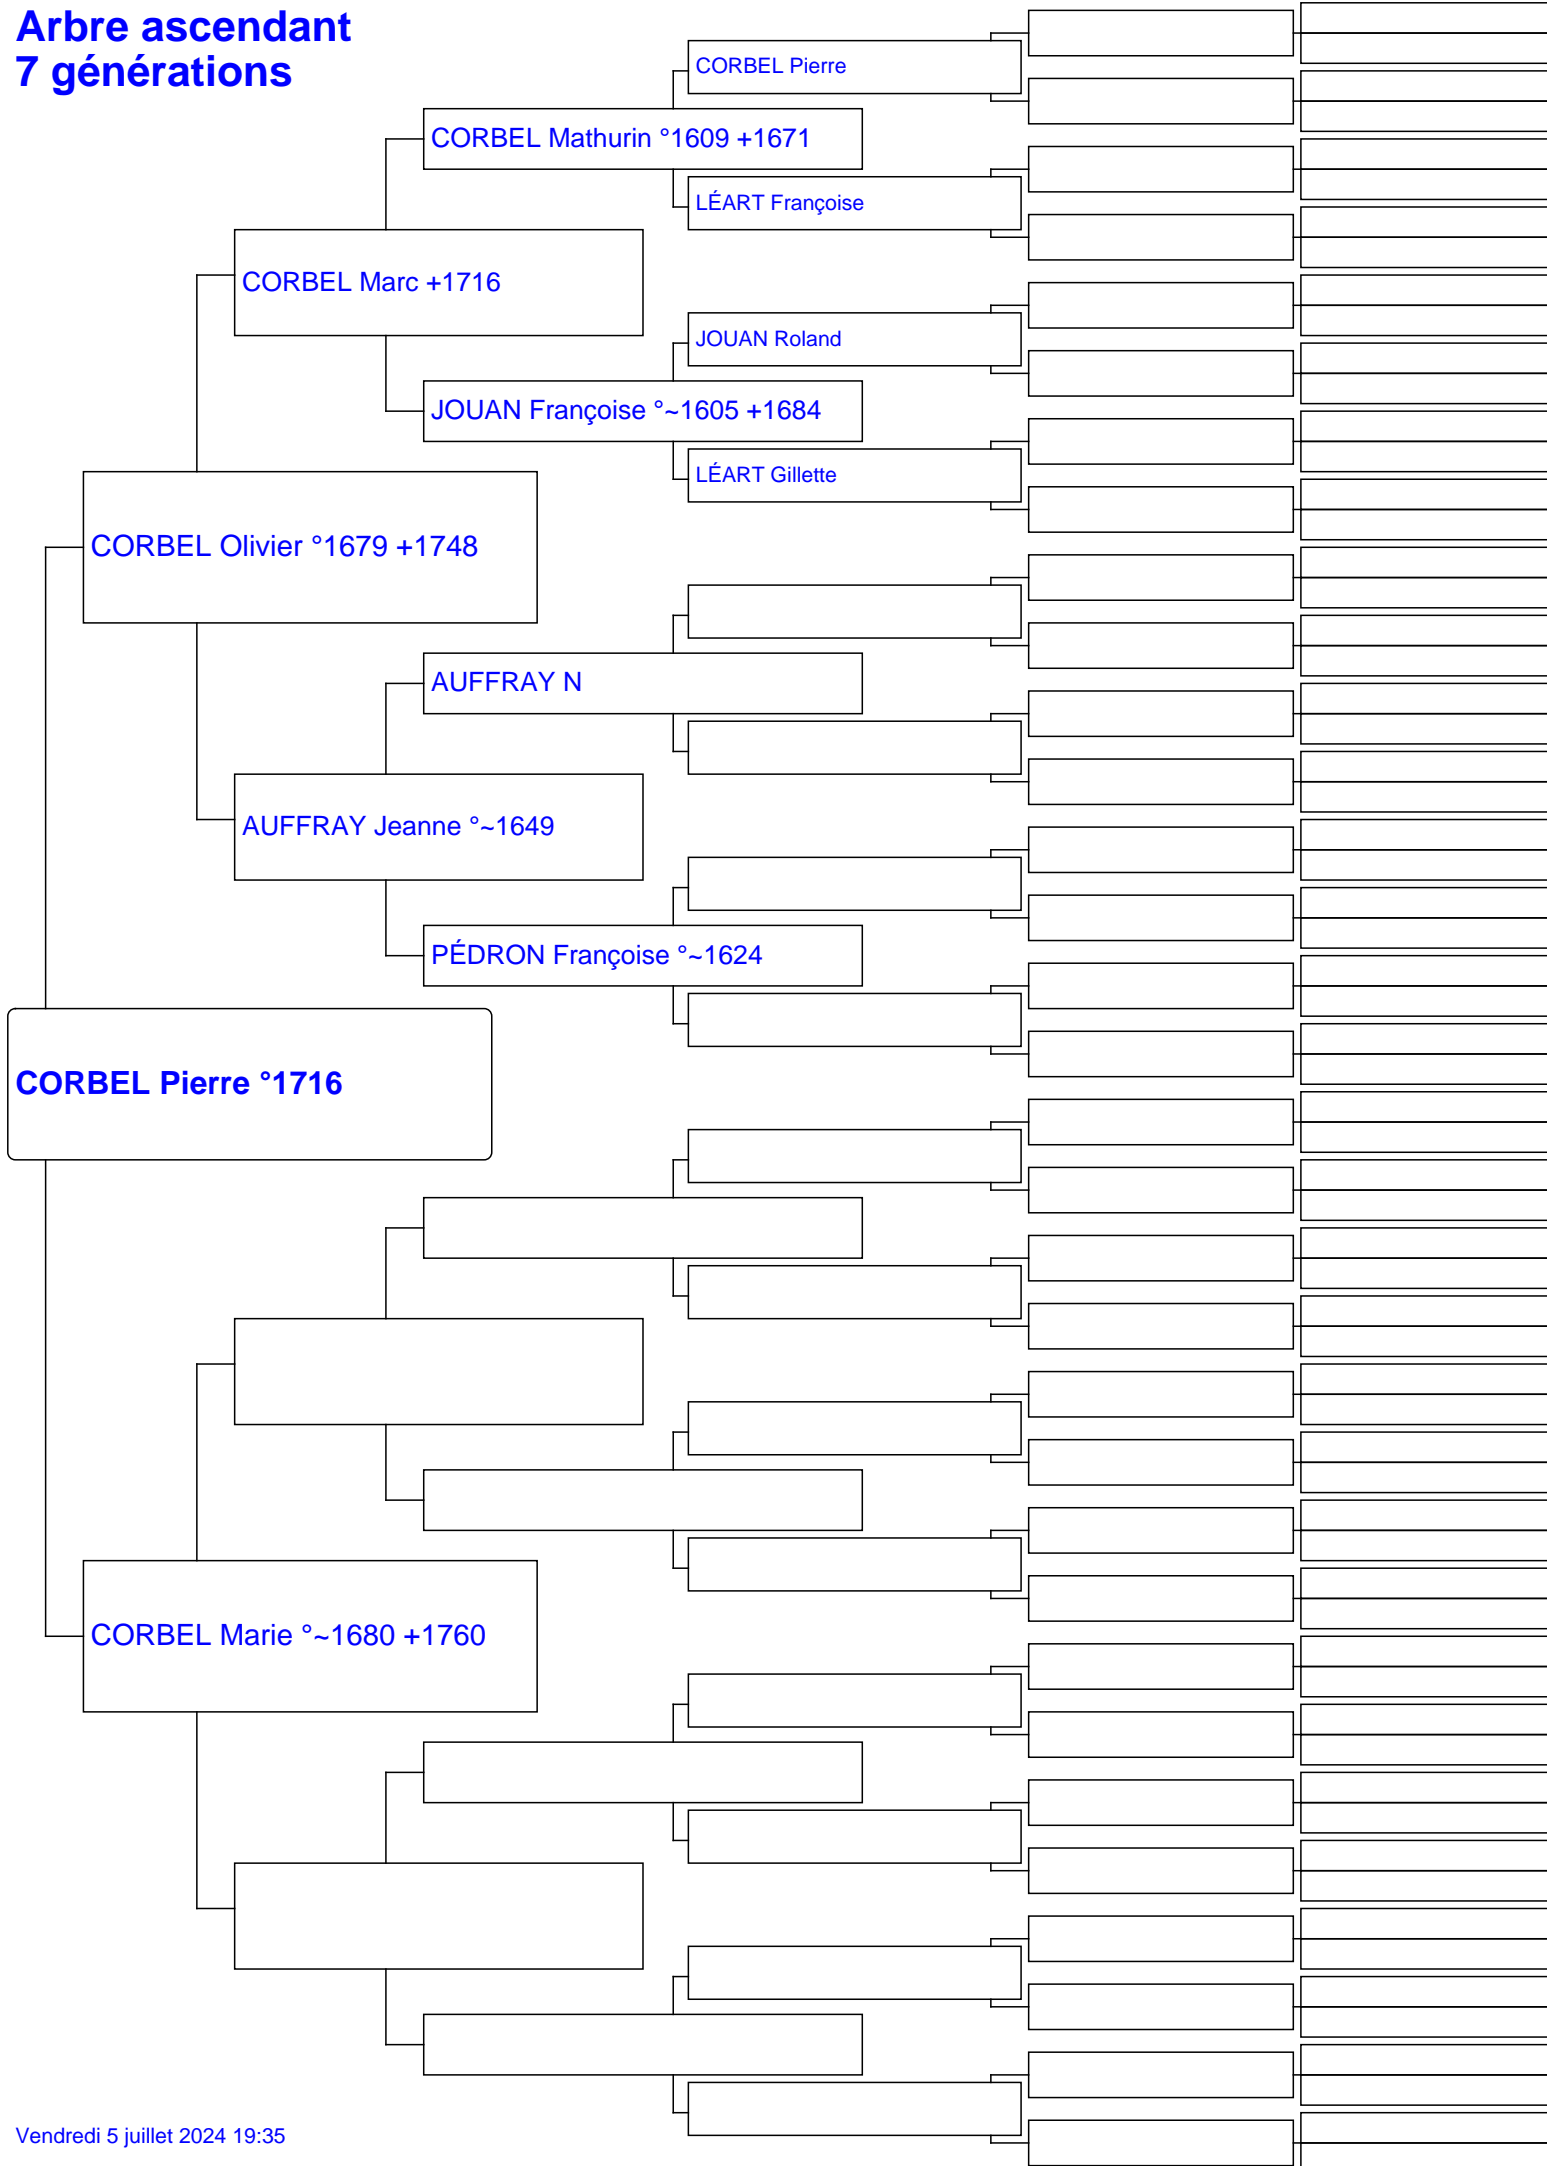 Arbre ascendant
7 générations
CORBEL Pierre
CORBEL Mathurin °1609 +1671
LÉART Françoise
CORBEL Marc +1716
JOUAN Roland
JOUAN Françoise °~1605 +1684
LÉART Gillette
CORBEL Olivier °1679 +1748
AUFFRAY N
AUFFRAY Jeanne °~1649
PÉDRON Françoise °~1624
CORBEL Pierre °1716
CORBEL Marie °~1680 +1760
Vendredi 5 juillet 2024 19:35